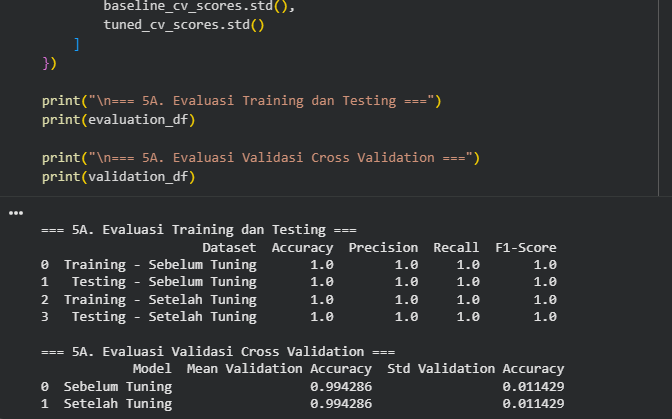 baseline_cv_scores.std(),
tuned_cv_scores.std()
]
})
print("\n=== 5A. Evaluasi Training dan Testing ===")
print(evaluation_df)
print("\n=== 5A. Evaluasi Validasi Cross Validation ===")
print(validation_df)
=== 5A. Evaluasi Training dan Testing ===
Dataset Accuracy Precision Recall F1-Score
0 Training - Sebelum Tuning 1.0 1.0 1.0 1.0
1 Testing - Sebelum Tuning 1.0 1.0 1.0 1.0
2 Training - Setelah Tuning 1.0 1.0 1.0 1.0
3 Testing - Setelah Tuning 1.0 1.0 1.0 1.0
=== 5A. Evaluasi Validasi Cross Validation ===
Model Mean Validation Accuracy Std Validation Accuracy
0 Sebelum Tuning 0.994286 0.011429
1 Setelah Tuning 0.994286 0.011429